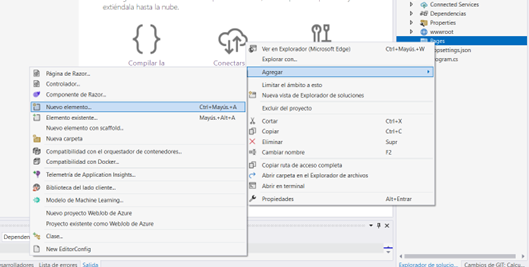 extiéndala hasta la nube.
Compilar la
Conectars
Connected Services
Dependencias
Properties
wwwroot
Pages
ppsettings.json
ogram.cs
Ver en Explorador (Microsoft Edge) Ctrl+Mayús.+W
Explorar con...
Agregar
Limitar el ámbito a esto
Nueva vista de Explorador de soluciones
Excluir del proyecto
Cortar Ctrl+X
Copiar Ctrl+C
Eliminar Supr
Cambiar nombre F2
Copiar ruta de acceso completa
Abrir carpeta en el Explorador de archivos
Abrir en terminal
Propiedades Alt+Entrar
Página de Razor...
Controlador...
Componente de Razor...
Nuevo elemento... Ctrl+Mayús.+A
Elemento existente... Mayús.+Alt+A
Nuevo elemento con scaffold...
Nueva carpeta
Compatibilidad con el orquestador de contenedores...
Compatibilidad con Docker...
Telemetría de Application Insights...
Biblioteca del lado cliente...
Modelo de Machine Learning...
Nuevo proyecto WebJob de Azure
Proyecto existente como WebJob de Azure
Clase...
New EditorConfig
Dependen
sarrolladores
Lista de errores
Salida
Explorador de solucio...
Cambios de GIT: Calcu...